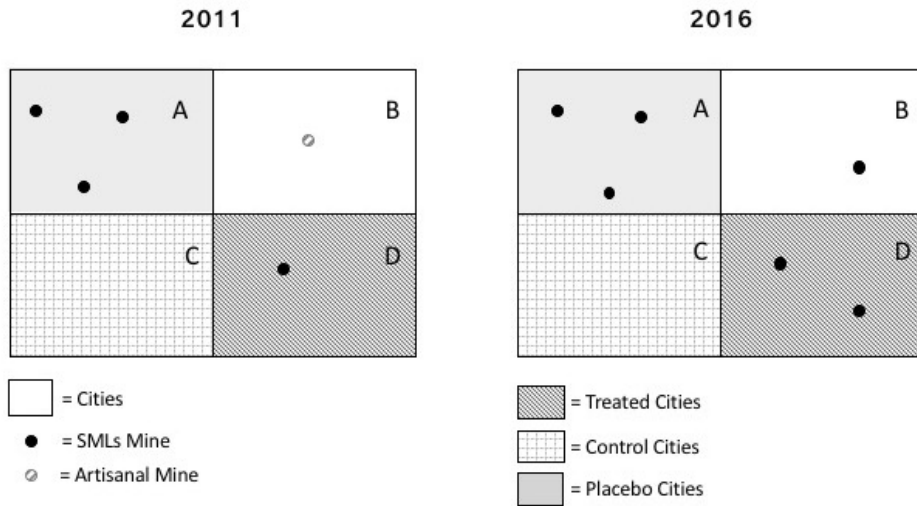 2011
2016
A
B
C
D
A
B
C
D
= Cities
= SMLs Mine
= Artisanal Mine
= Treated Cities
= Control Cities
= Placebo Cities